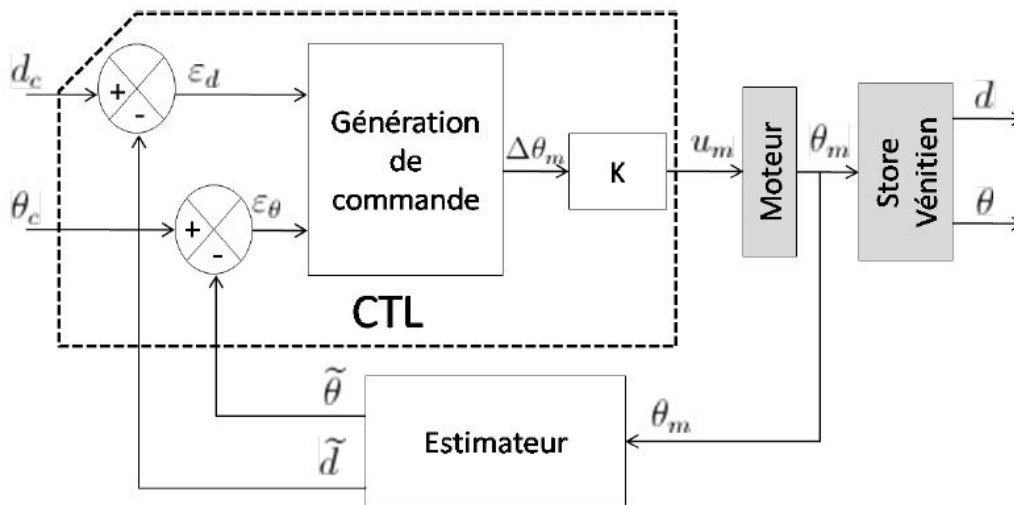 d_c
+
-
ε_d
θ_c
+
-
ε_θ
Génération
de
commande
Δθ_m
K
u_m
Moteur
θ_m
Store
Vénitien
d
θ
CTL
θ̃
d̃
Estimateur
θ_m